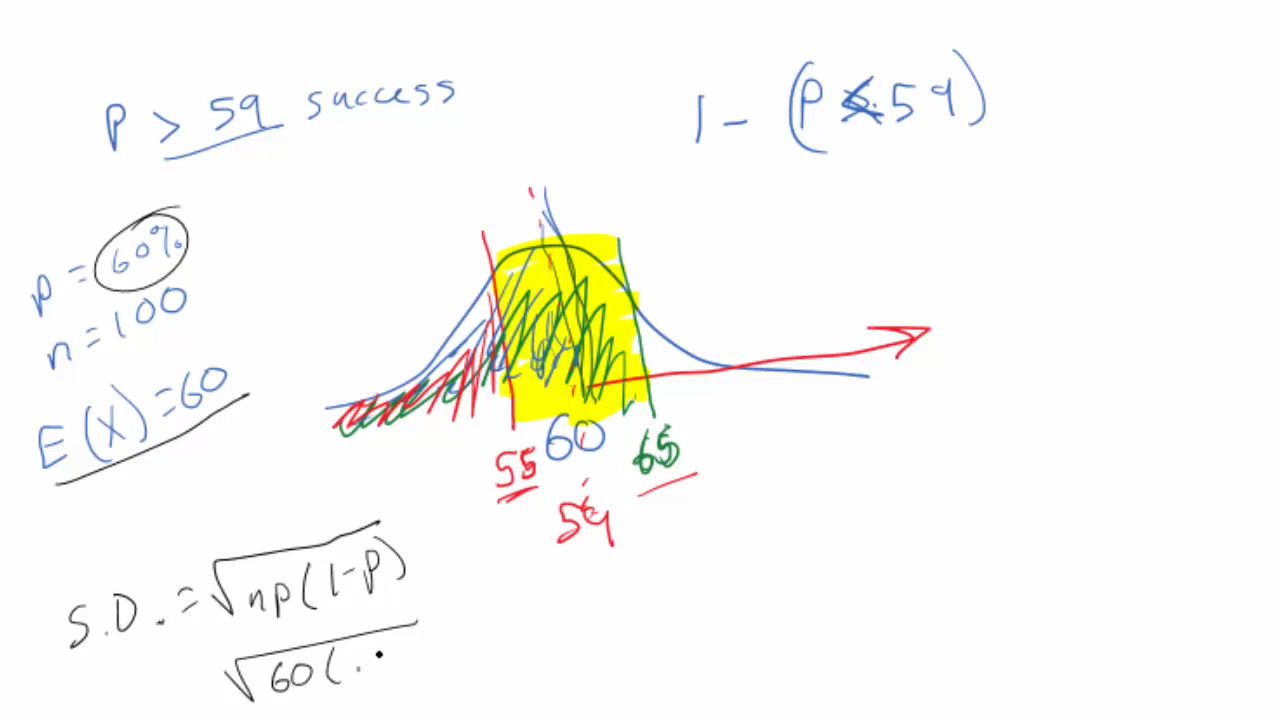 P > 59 success
1 - (P ≤ 59)
p = 60%
n = 100
E(X) = 60
60
55
65
59
S.D. = √np(1-p)
√60(.